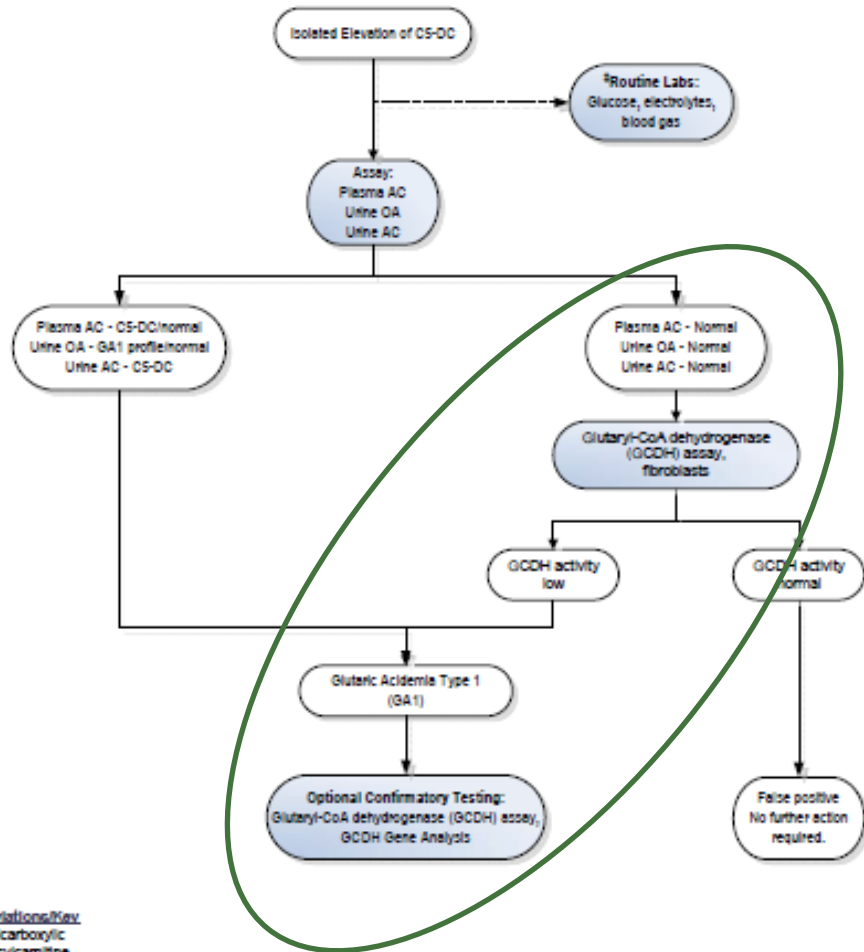 Isolated Elevation of C5-DC
‡Routine Labs:
Glucose, electrolytes,
blood gas
Assay:
Plasma AC
Urine OA
Urine AC
Plasma AC - C5-DC/normal
Urine OA - GA1 profile/normal
Urine AC - C5-DC
Plasma AC - Normal
Urine OA - Normal
Urine AC - Normal
Glutaryl-CoA dehydrogenase
(GCDH) assay,
fibroblasts
GCDH activity
low
GCDH activity
normal
Glutaric Acidemia Type 1
(GA1)
Optional Confirmatory Testing:
Glutaryl-CoA dehydrogenase (GCDH) assay,
GCDH Gene Analysis
False positive
No further action
required.
viations/Key
carboxylic